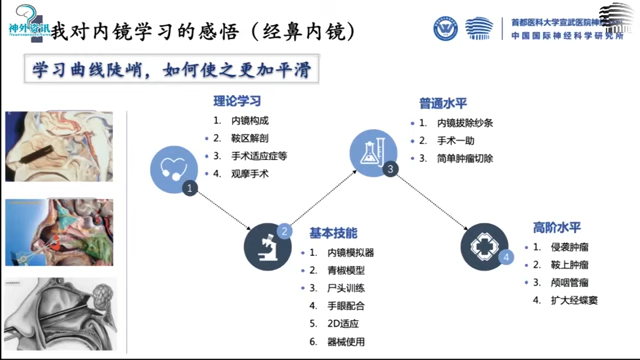 神外资讯
我对内镜学习的感悟（经鼻内镜）
首都医科大学宣武医院神经外科
中国国际神经科学研究所
学习曲线陡峭，如何使之更加平滑
理论学习
1. 内镜构成
2. 鞍区解剖
3. 手术适应症等
4. 观摩手术
1
普通水平
1. 内镜拔除纱条
2. 手术一助
3. 简单肿瘤切除
3
2
基本技能
1. 内镜模拟器
2. 青椒模型
3. 尸头训练
4. 手眼配合
5. 2D适应
6. 器械使用
4
高阶水平
1. 侵袭肿瘤
2. 鞍上肿瘤
3. 颅咽管瘤
4. 扩大经蝶窦